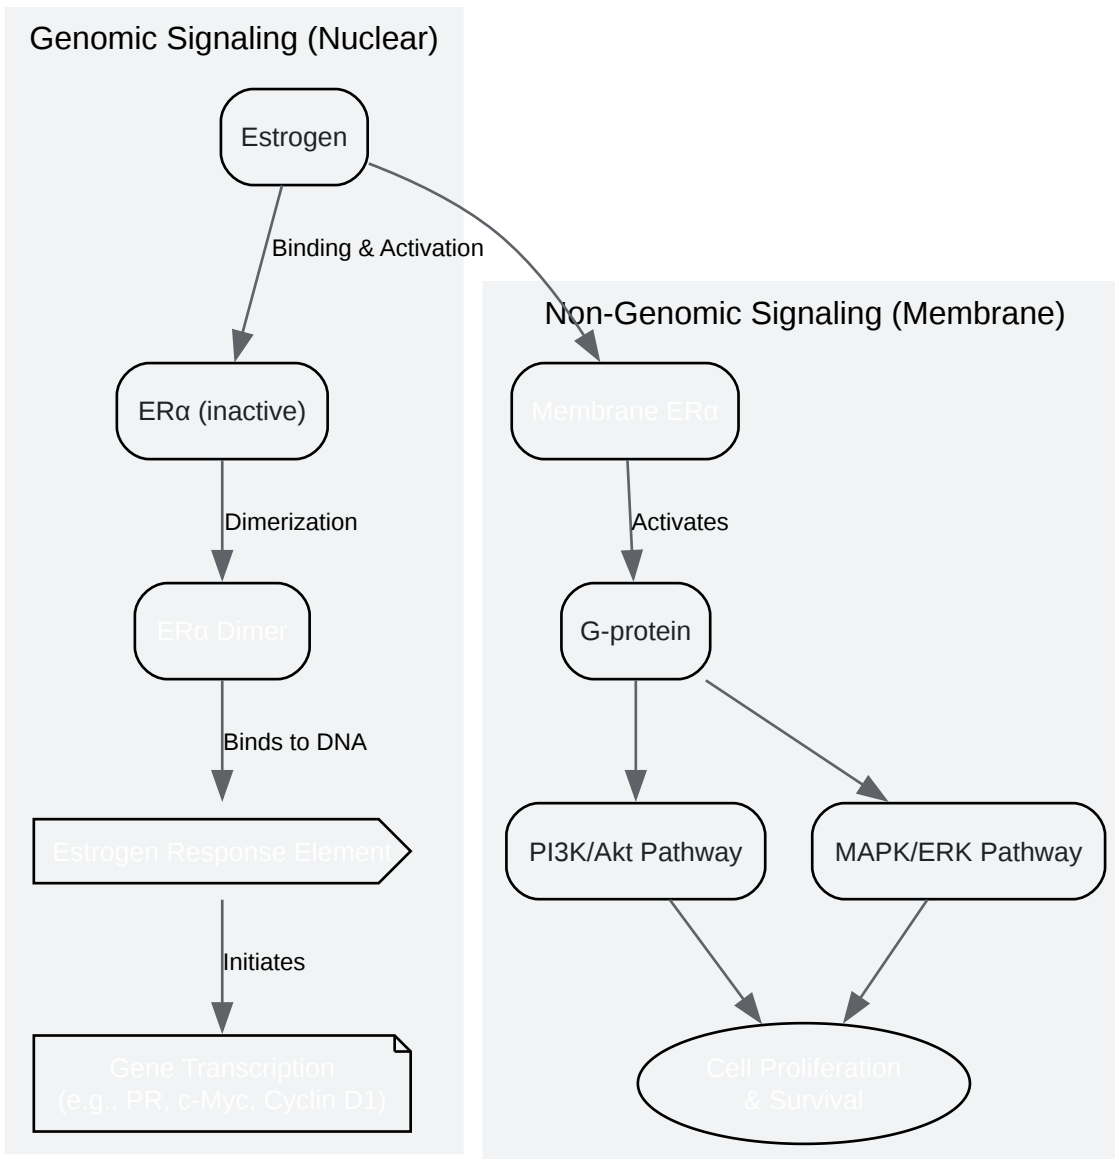 Genomic Signaling (Nuclear)
Estrogen
Binding & Activation
ERα (inactive)
Dimerization
ERα Dimer
Binds to DNA
Estrogen Response Element
Initiates
Gene Transcription
(e.g., PR, c-Myc, Cyclin D1)
Non-Genomic Signaling (Membrane)
Membrane ERα
Activates
G-protein
PI3K/Akt Pathway
MAPK/ERK Pathway
Cell Proliferation
& Survival